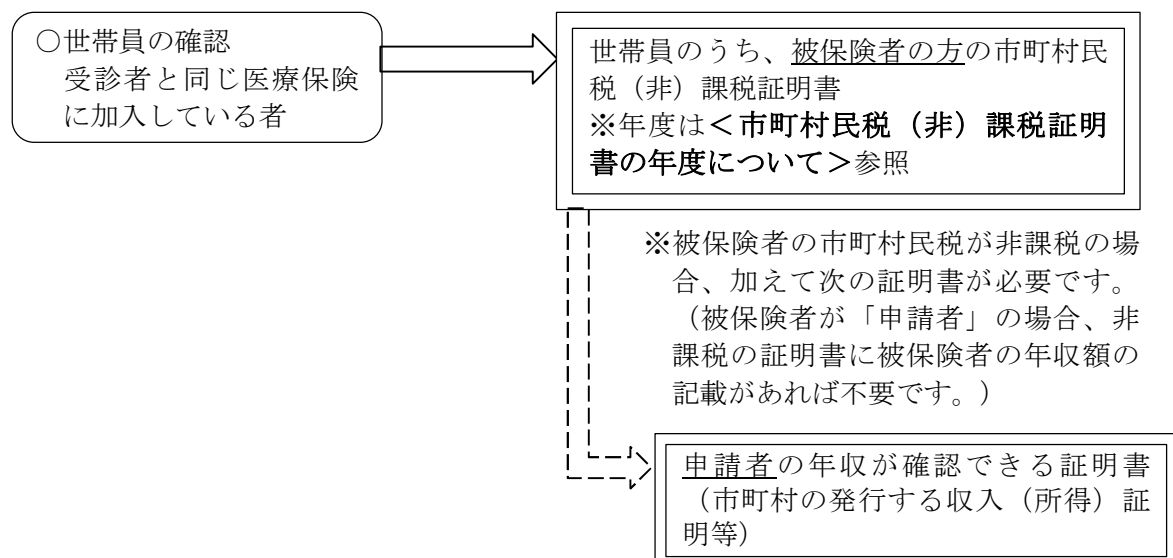 ○世帯員の確認
受診者と同じ医療保険
に加入している者
世帯員のうち、被保険者の方の市町村民
税（非）課税証明書
※年度は＜市町村民税（非）課税証明
書の年度について＞参照
※被保険者の市町村民税が非課税の場
合、加えて次の証明書が必要です。
（被保険者が「申請者」の場合、非
課税の証明書に被保険者の年収額の
記載があれば不要です。）
申請者の年収が確認できる証明書
（市町村の発行する収入（所得）証
明等）